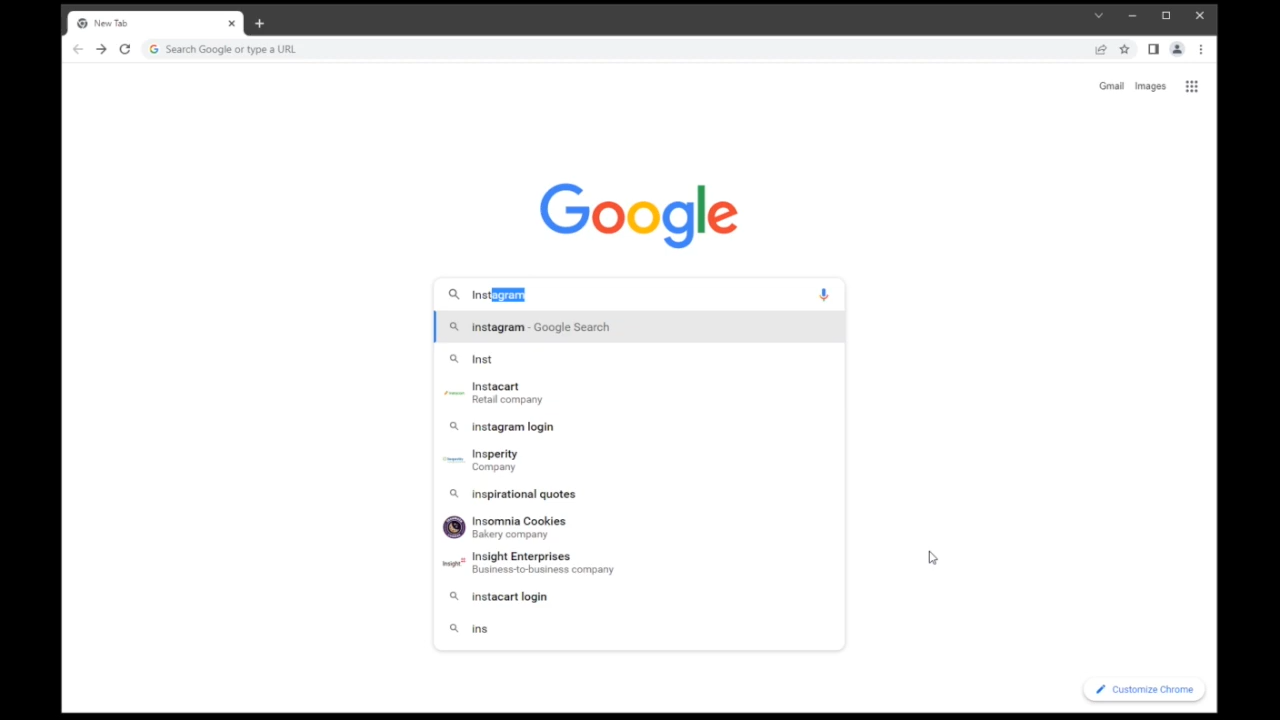 New Tab
Search Google or type a URL
Gmail Images
Google
Instagram
instagram - Google Search
Inst
Instacart
Retail company
instagram login
Insperity
Company
inspirational quotes
Insomnia Cookies
Bakery company
Insight Enterprises
Business-to-business company
instacart login
ins
Customize Chrome